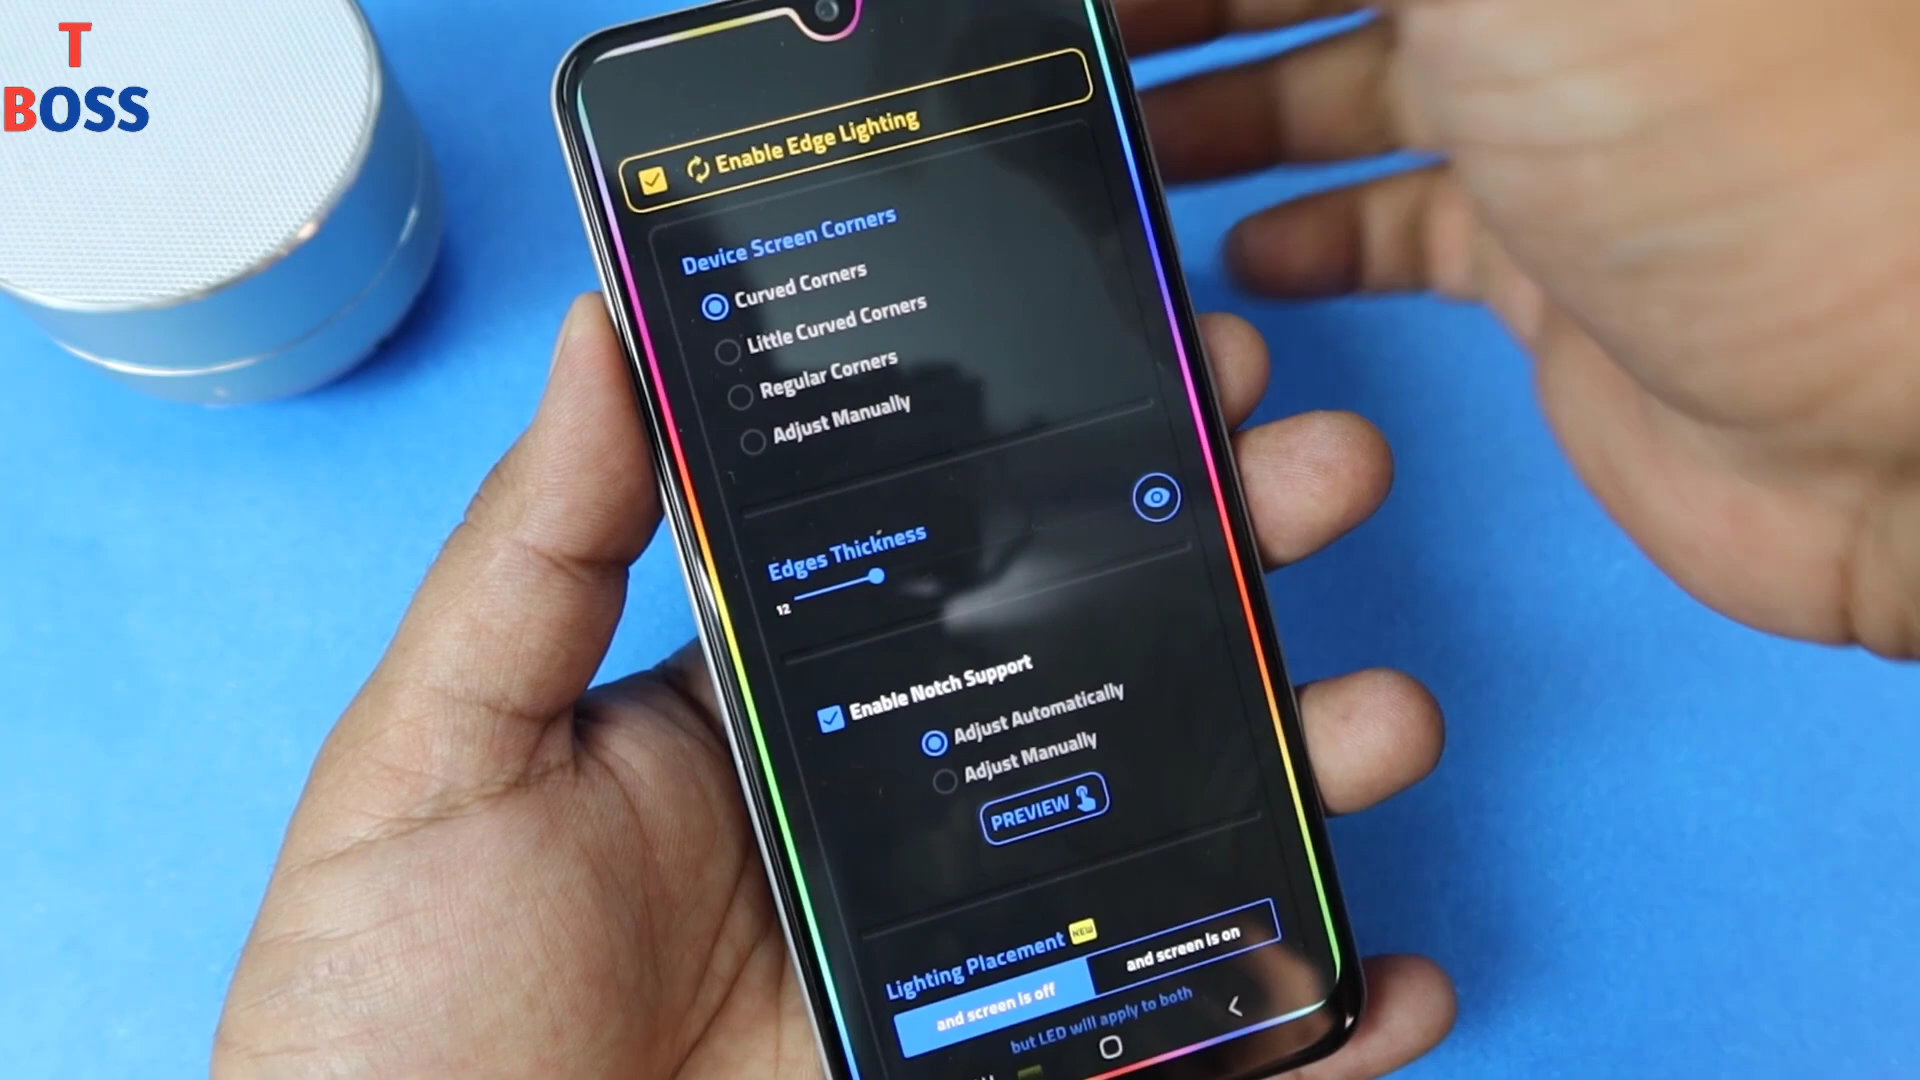 T
BOSS
Enable Edge Lighting
Device Screen Corners
Curved Corners
Little Curved Corners
Regular Corners
Adjust Manually
Edges Thickness
12
Enable Notch Support
Adjust Automatically
Adjust Manually
PREVIEW
Lighting Placement NEW
and screen is off
and screen is on
but LED will apply to both